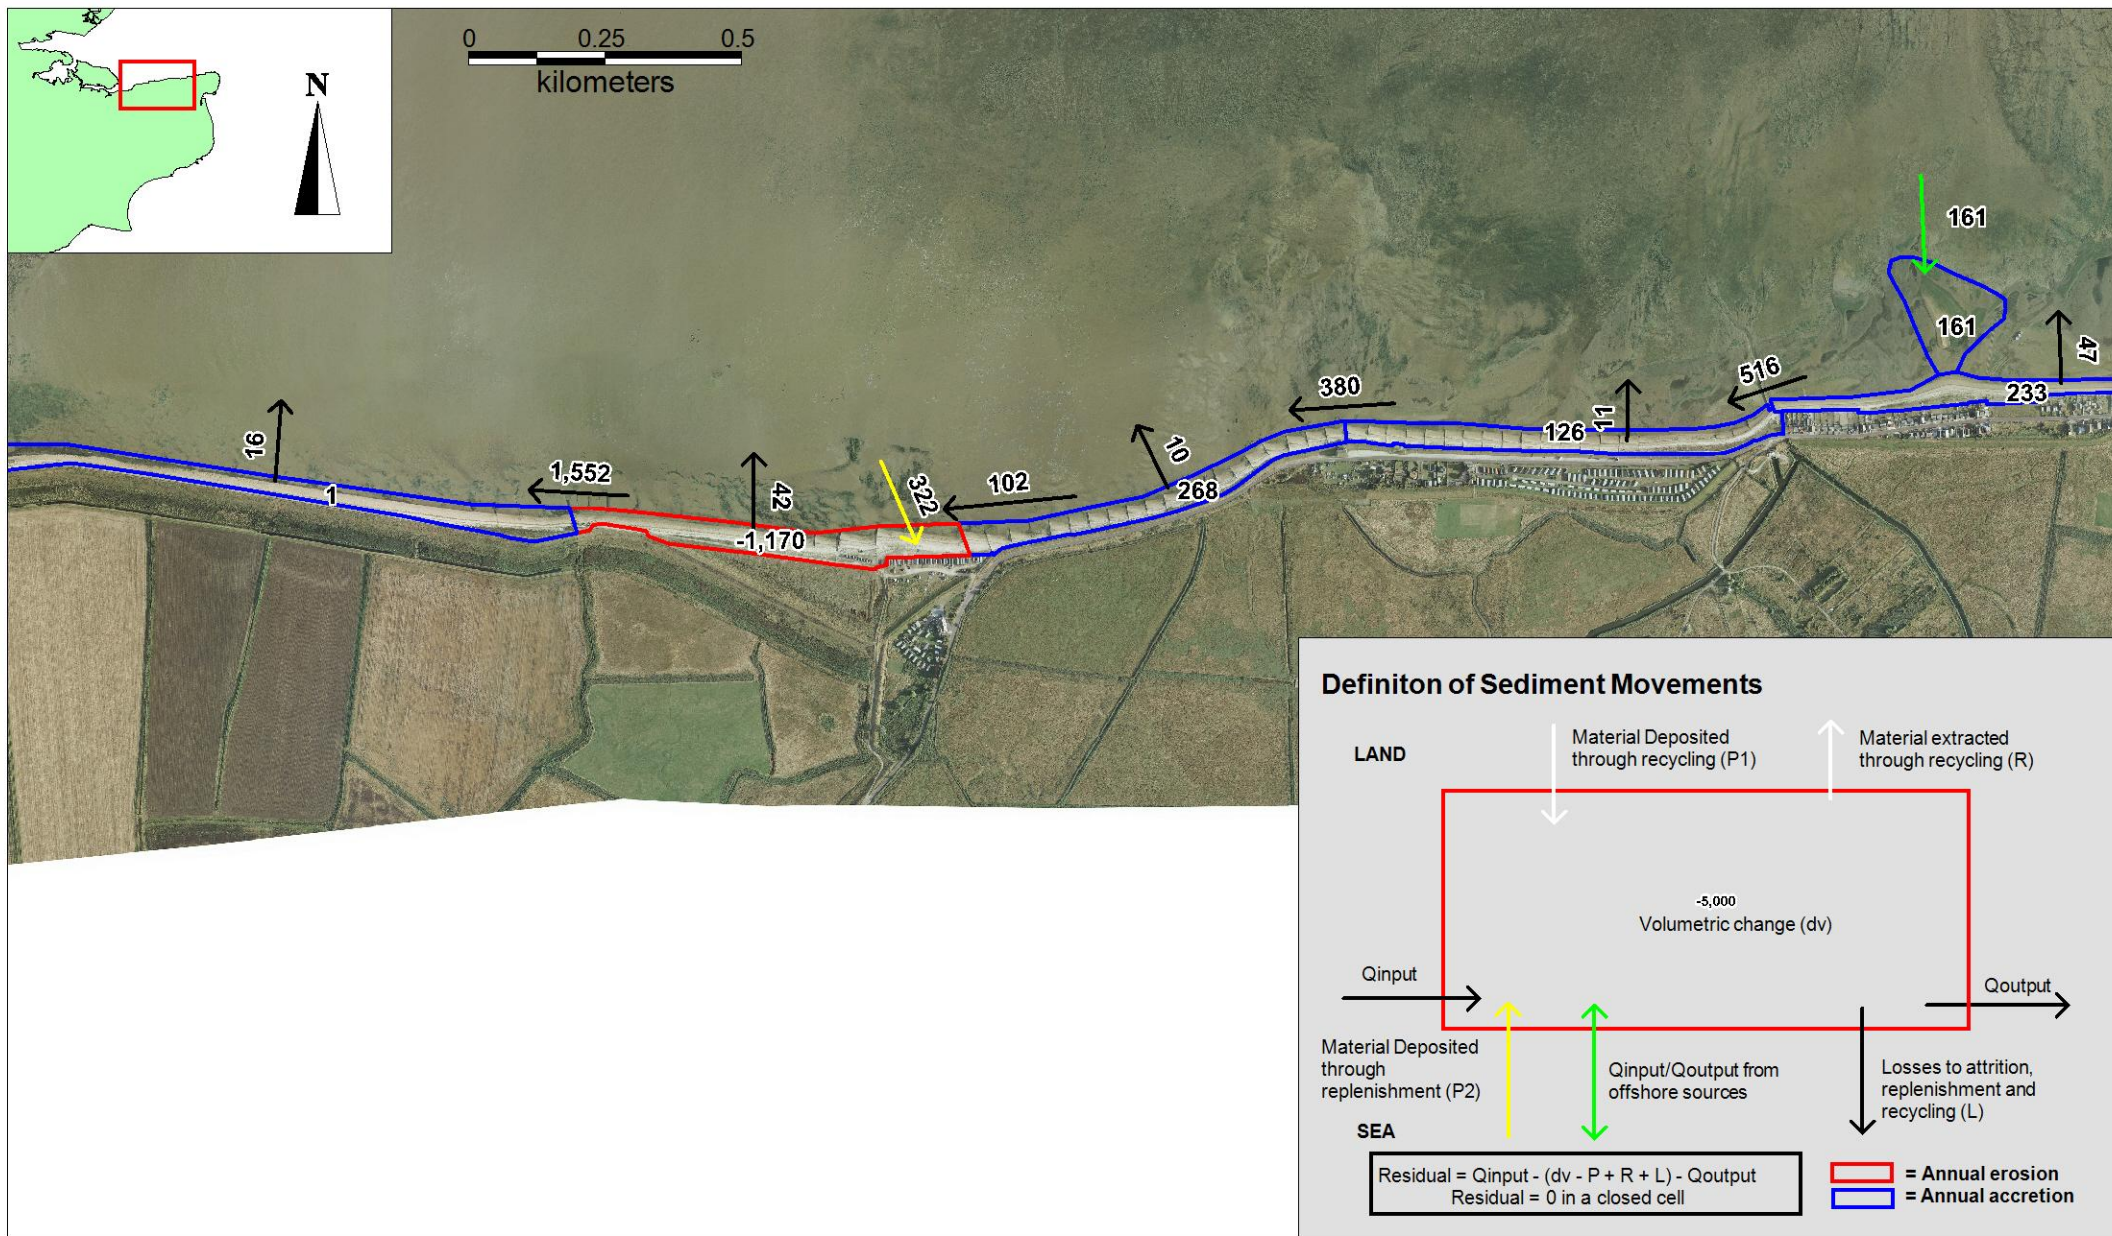 0 0.25 0.5
kilometers
N
161
161
47
233
516
11
126
380
10
268
102
322
42
-1,170
1,552
16
1
Definiton of Sediment Movements
LAND
Material Deposited
through recycling (P1)
Material extracted
through recycling (R)
-5,000
Volumetric change (dv)
Qinput
Qoutput
Material Deposited
through
replenishment (P2)
Qinput/Qoutput from
offshore sources
Losses to attrition,
replenishment and
recycling (L)
SEA
Residual = Qinput - (dv - P + R + L) - Qoutput
Residual = 0 in a closed cell
= Annual erosion
= Annual accretion